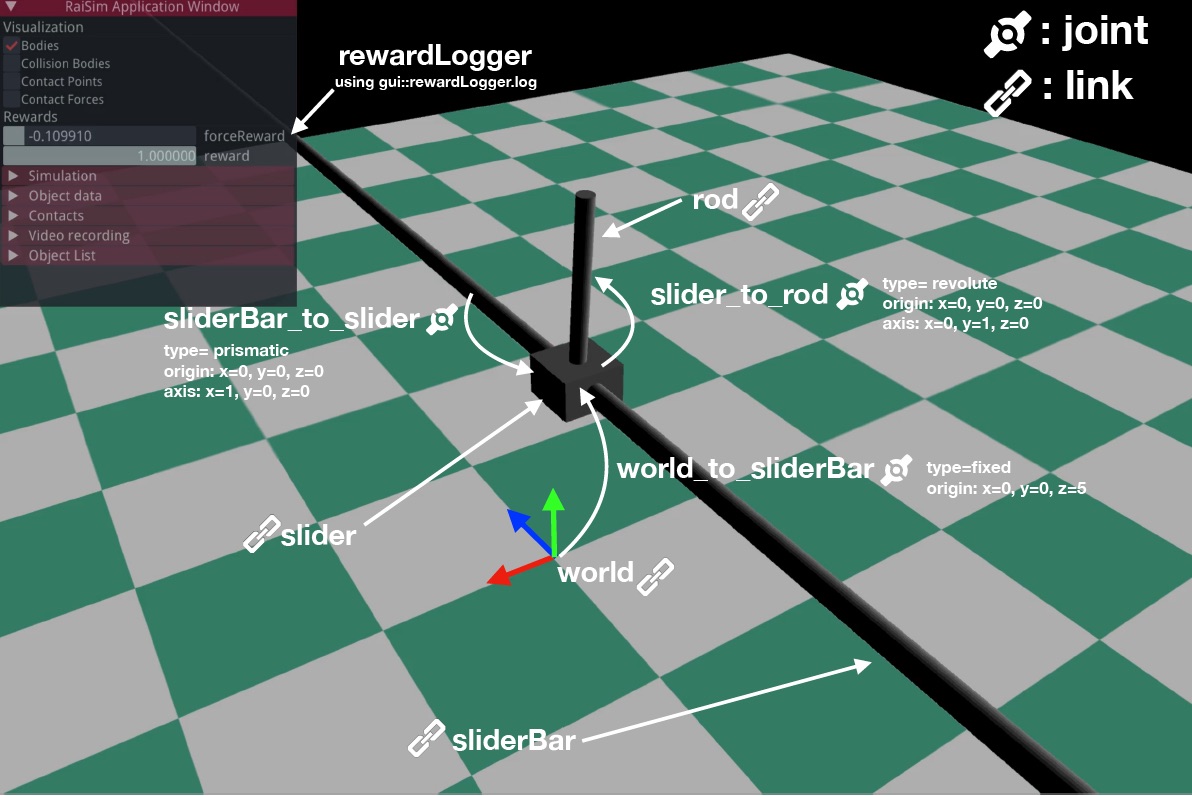 RaiSim Application Window
Visualization
Bodies
Collision Bodies
Contact Points
Contact Forces
Rewards
-0.109910 forceReward
1.000000 reward
Simulation
Object data
Contacts
Video recording
Object List
rewardLogger
using gui::rewardLogger.log
: joint
: link
rod
slider_to_rod
type= revolute
origin: x=0, y=0, z=0
axis: x=0, y=1, z=0
sliderBar_to_slider
type= prismatic
origin: x=0, y=0, z=0
axis: x=1, y=0, z=0
world_to_sliderBar
type=fixed
origin: x=0, y=0, z=5
slider
world
sliderBar